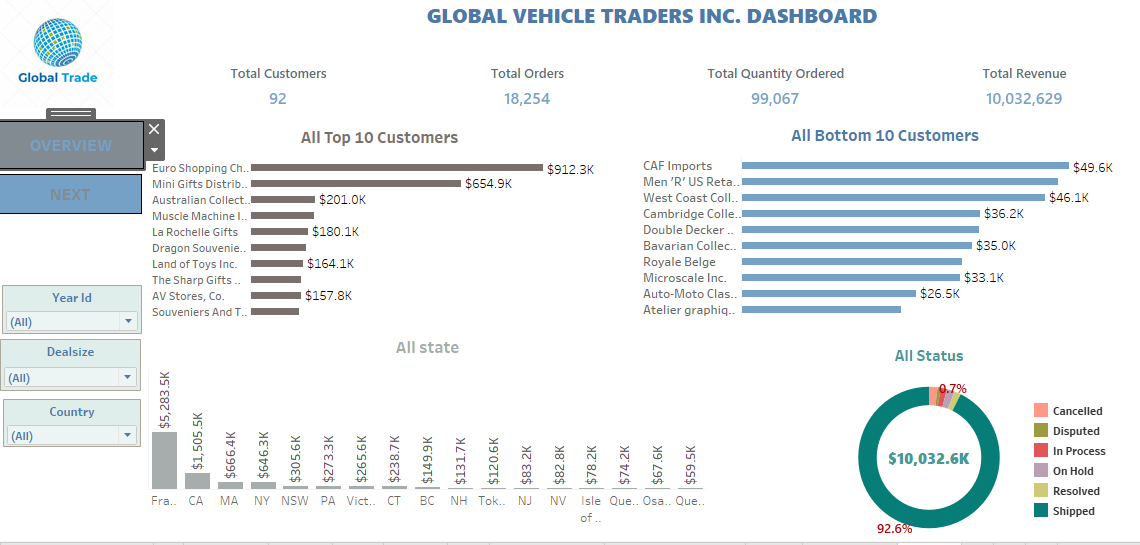 GLOBAL VEHICLE TRADERS INC. DASHBOARD
Global Trade
Total Customers
92
Total Orders
18,254
Total Quantity Ordered
99,067
Total Revenue
10,032,629
OVERVIEW
NEXT
Year Id
(All)
Dealsize
(All)
Country
(All)
All Top 10 Customers
Euro Shopping Ch.. $912.3K
Mini Gifts Distrib.. $654.9K
Australian Collect.. $201.0K
Muscle Machine I..
La Rochelle Gifts $180.1K
Dragon Souvenie..
Land of Toys Inc. $164.1K
The Sharp Gifts ..
AV Stores, Co. $157.8K
Souveniers And T..
All Bottom 10 Customers
CAF Imports $49.6K
Men 'R' US Reta..
West Coast Coll.. $46.1K
Cambridge Colle.. $36.2K
Double Decker ..
Bavarian Collec.. $35.0K
Royale Belge
Microscale Inc. $33.1K
Auto-Moto Clas.. $26.5K
Atelier graphiq..
All state
$5,283.5K
$1,505.5K
$666.4K
$646.3K
$305.6K
$273.3K
$265.6K
$238.7K
$149.9K
$131.7K
$120.6K
$83.2K
$82.8K
$78.2K
$74.2K
$67.6K
$59.5K
Fra.. CA MA NY NSW PA Vict.. CT BC NH Tok.. NJ NV Isle of .. Que.. Osa.. Que..
All Status
0.7%
$10,032.6K
92.6%
Cancelled
Disputed
In Process
On Hold
Resolved
Shipped